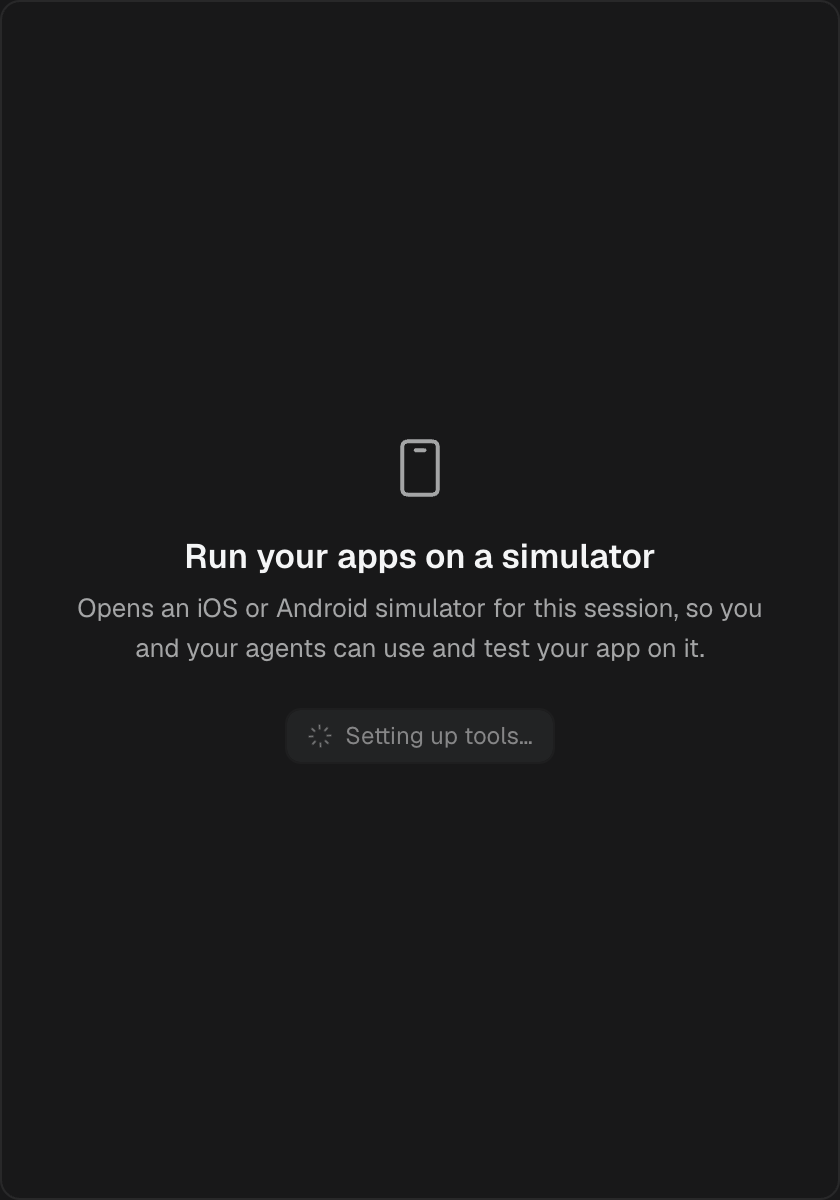 Run your apps on a simulator
Opens an iOS or Android simulator for this session, so you
and your agents can use and test your app on it.
Setting up tools...